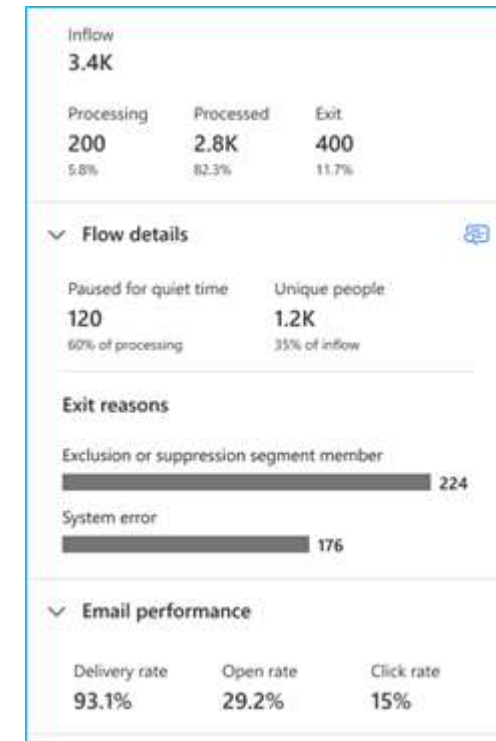 Inflow
3.4K
Processing Processed Exit
200 2.8K 400
5.8% 82.3% 11.7%
Flow details
Paused for quiet time Unique people
120 1.2K
60% of processing 35% of inflow
Exit reasons
Exclusion or suppression segment member
224
System error
176
Email performance
Delivery rate Open rate Click rate
93.1% 29.2% 15%